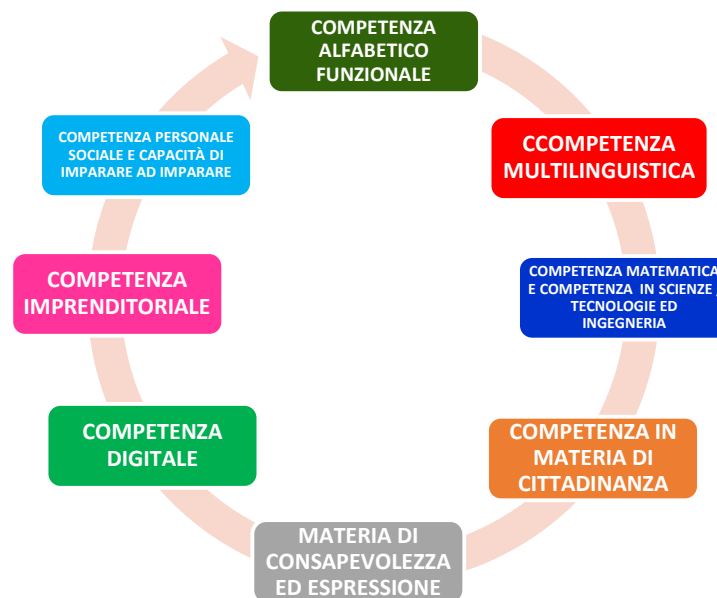 COMPETENZA
ALFABETICO
FUNZIONALE
CCOMPETENZA
MULTILINGUISTICA
COMPETENZA MATEMATICA
E COMPETENZA IN SCIENZE ,
TECNOLOGIE ED
INGEGNERIA
COMPETENZA IN
MATERIA DI
CITTADINANZA
MATERIA DI
CONSAPEVOLEZZA
ED ESPRESSIONE
COMPETENZA
DIGITALE
COMPETENZA
IMPRENDITORIALE
COMPETENZA PERSONALE
SOCIALE E CAPACITÀ DI
IMPARARE AD IMPARARE